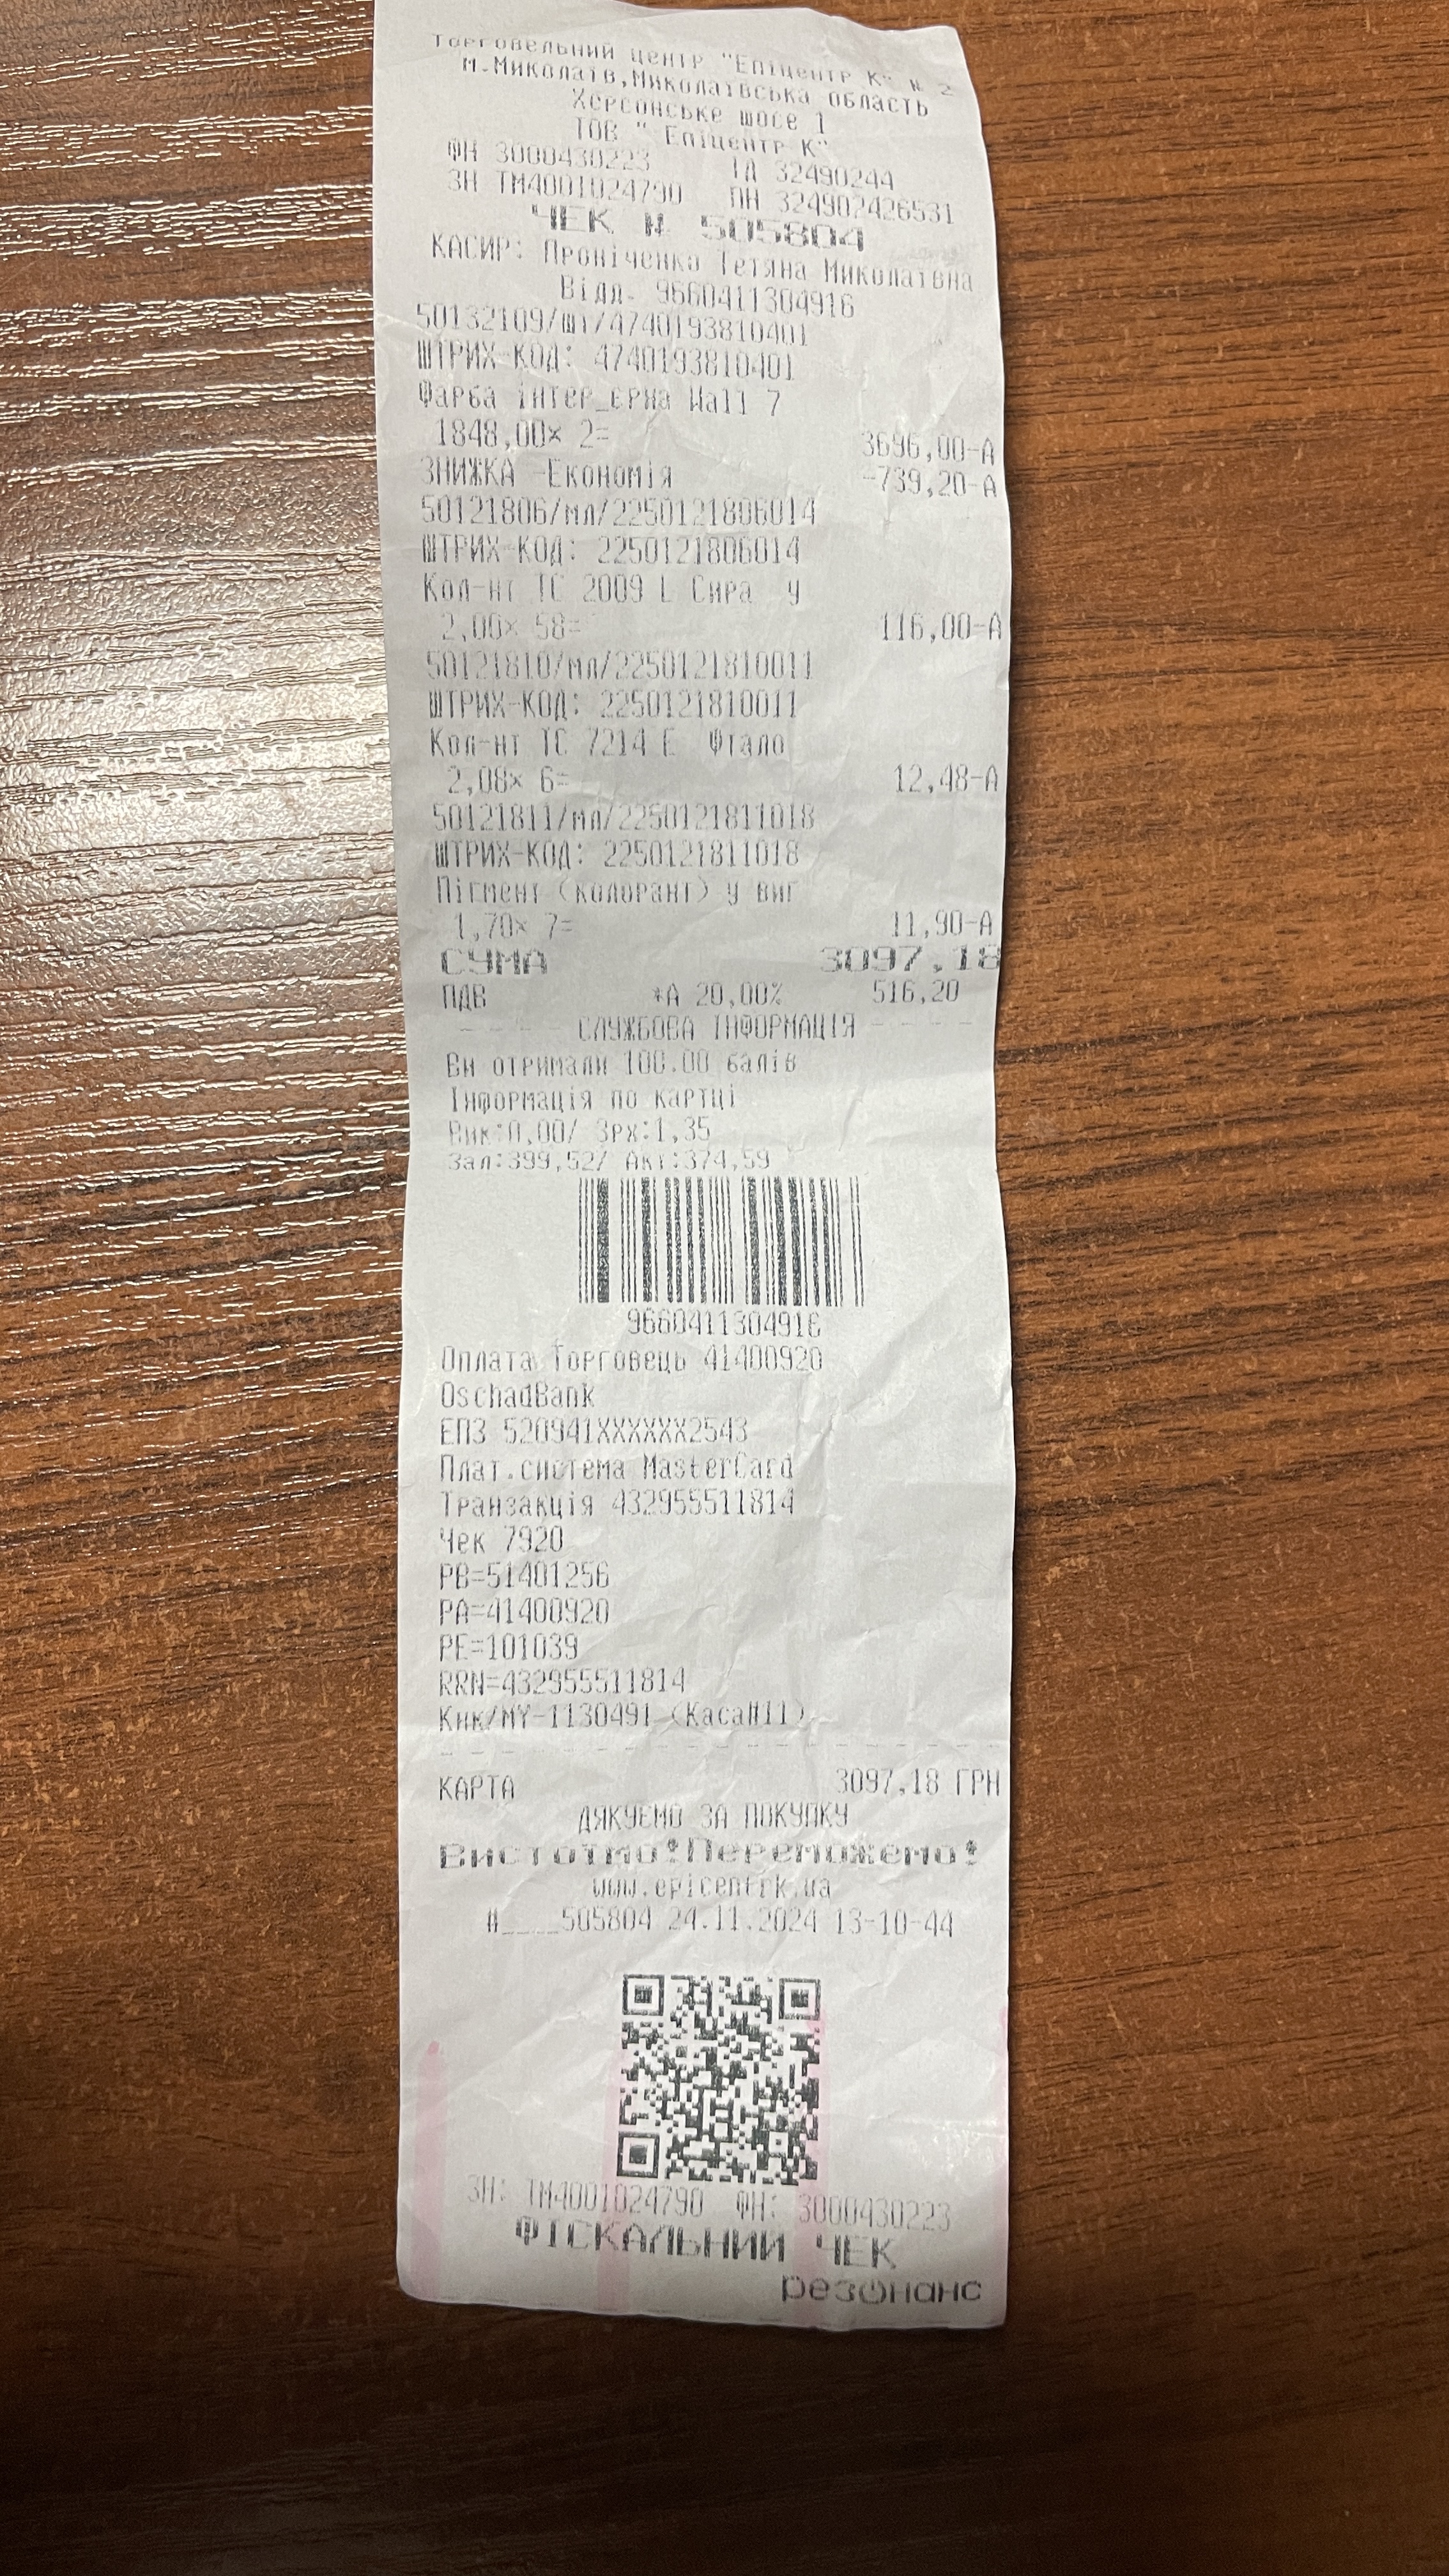 Торговельний центр "Епіцентр К" № 2
м.Миколаїв,Миколаївська область
Херсонське шосе 1
ТОВ " Епіцентр К"
ФН 3000430223 ІД 32490244
ЗН ТМ4001024790 ПН 324902426531
ЧЕК № 505804
КАСИР: Проніченко Тетяна Миколаївна
Відд. 9660411304916
50132109/шт/4740193810401
ШТРИХ-КОД: 4740193810401
Фарба інтер_єрна Wall 7
1848,00× 2= 3696,00-А
ЗНИЖКА -Економія -739,20-А
50121806/мл/2250121806014
ШТРИХ-КОД: 2250121806014
Кол-нт TC 2009 L Сира у
2,00× 58= 116,00-А
50121810/мл/2250121810011
ШТРИХ-КОД: 2250121810011
Кол-нт TC 7214 E Фтало
2,08× 6= 12,48-А
50121811/мл/2250121811018
ШТРИХ-КОД: 2250121811018
Пігмент (колорант) у виг
1,70× 7= 11,90-А
СУМА 3097,18
ПДВ *А 20,00% 516,20
- - - - СЛУЖБОВА ІНФОРМАЦІЯ - - - -
Ви отримали 100.00 балів
Інформація по картці
Вик:0,00/ Зрх:1,35
Зал:399,52/ Акт:374,59
9660411304916
Оплата Торговець 41400920
OschadBank
ЕПЗ 520941XXXXXX2543
Плат.система MasterCard
Транзакція 432955511814
Чек 7920
PB=51401256
PA=41400920
PE=101039
RRN=432955511814
Кнк/MY-1130491 (Каса#11)
КАРТА 3097,18 ГРН
ДЯКУЄМО ЗА ПОКУПКУ
Вистоїмо!Переможемо!
www.epicentrk.ua
#____505804 24.11.2024 13-10-44
ЗН: ТМ4001024790 ФН: 3000430223
ФІСКАЛЬНИЙ ЧЕК
резонанс